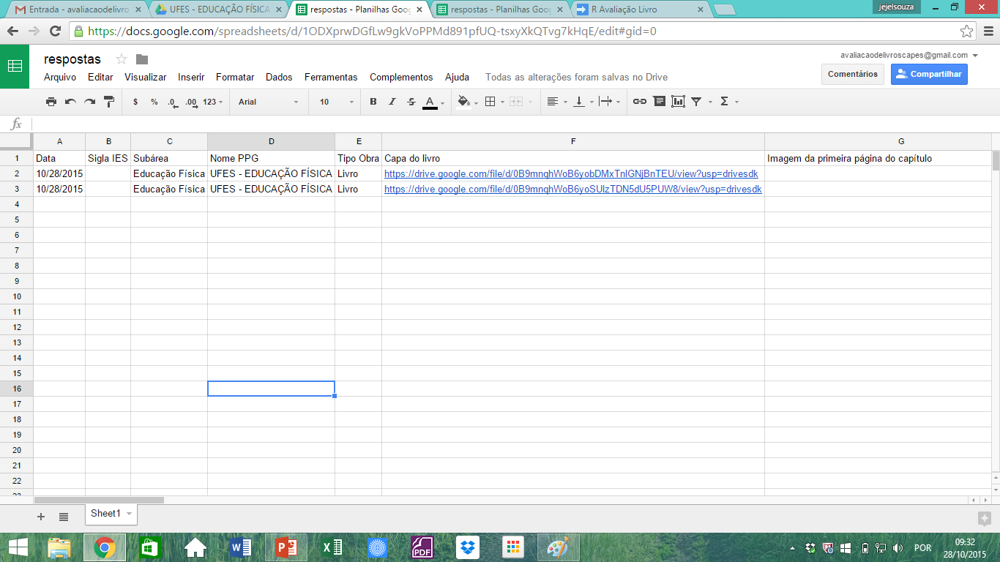 Entrada - avaliacaodelivro
UFES - EDUCAÇÃO FÍSICA
respostas - Planilhas Goog
respostas - Planilhas Goog
R Avaliação Livro
jejelsouza
https://docs.google.com/spreadsheets/d/1ODXprwDGfLw9gkVoPPMd891pfUQ-tsxyXkQTvg7kHqE/edit#gid=0
respostas
avaliacaodelivroscapes@gmail.com
Arquivo Editar Visualizar Inserir Formatar Dados Ferramentas Complementos Ajuda Todas as alterações foram salvas no Drive
Comentários
Compartilhar
$ % .0 .00 123 Arial 10 B I S A Σ
fx
A B C D E F G
1 Data Sigla IES Subárea Nome PPG Tipo Obra Capa do livro Imagem da primeira página do capítulo
2 10/28/2015 Educação Física UFES - EDUCAÇÃO FÍSICA Livro https://drive.google.com/file/d/0B9mnqhWoB6yobDMxTnlGNjBnTEU/view?usp=drivesdk
3 10/28/2015 Educação Física UFES - EDUCAÇÃO FÍSICA Livro https://drive.google.com/file/d/0B9mnqhWoB6yoSUlzTDN5dU5PUW8/view?usp=drivesdk
4
5
6
7
8
9
10
11
12
13
14
15
16
17
18
19
20
21
22
23
Sheet1
PDF
POR
09:32
28/10/2015